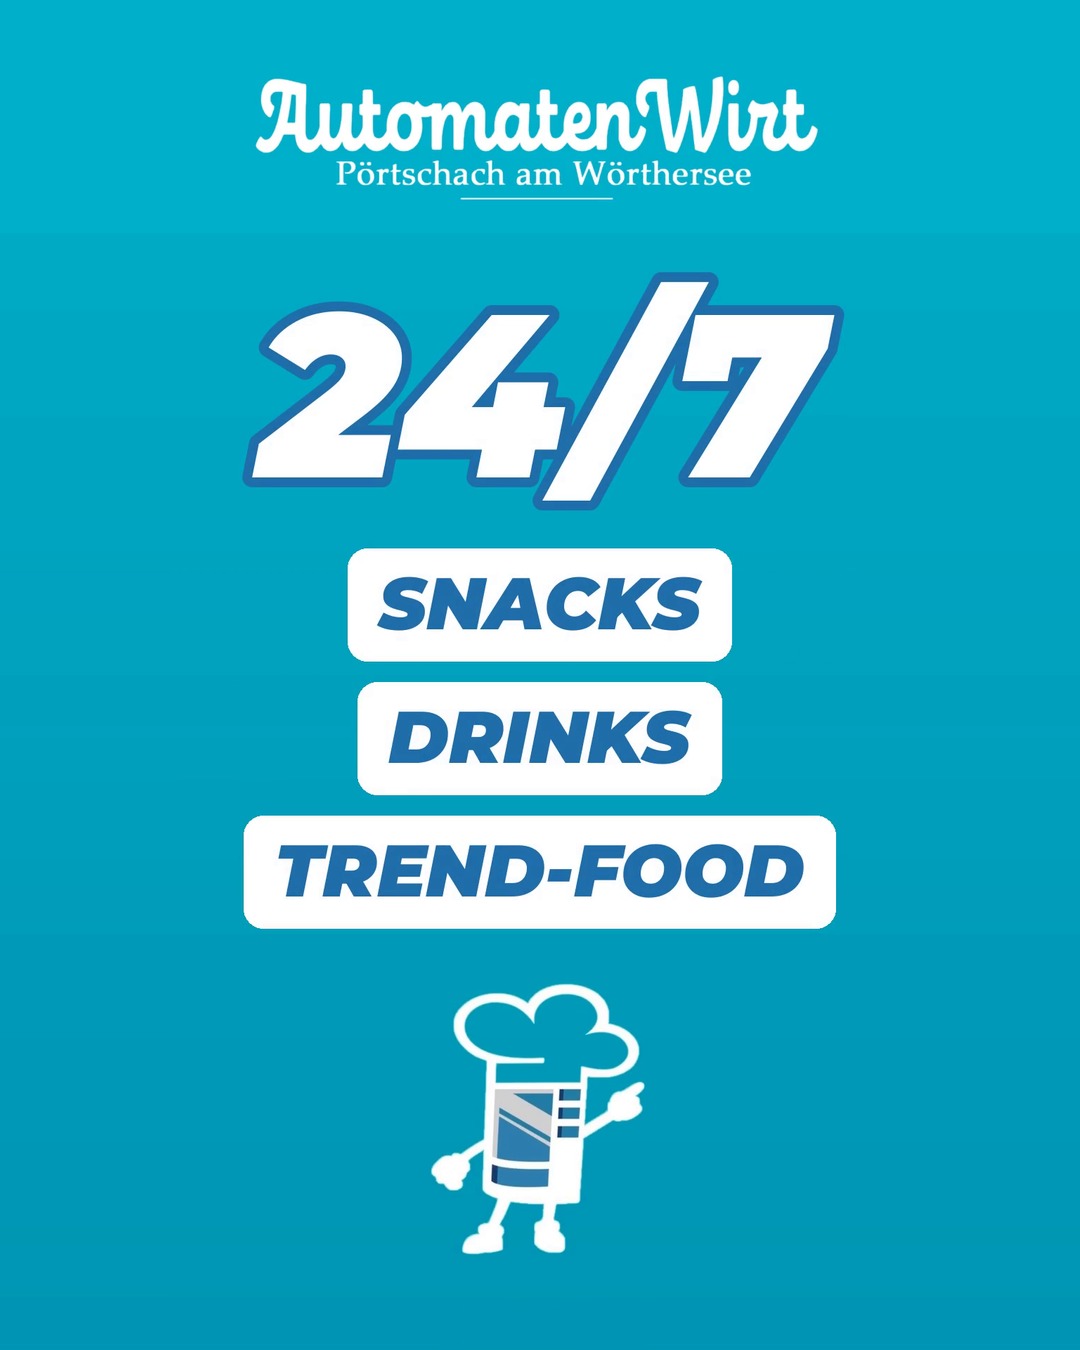 AutomatenWirt
Pörtschach am Wörthersee
24/7
SNACKS
DRINKS
TREND-FOOD